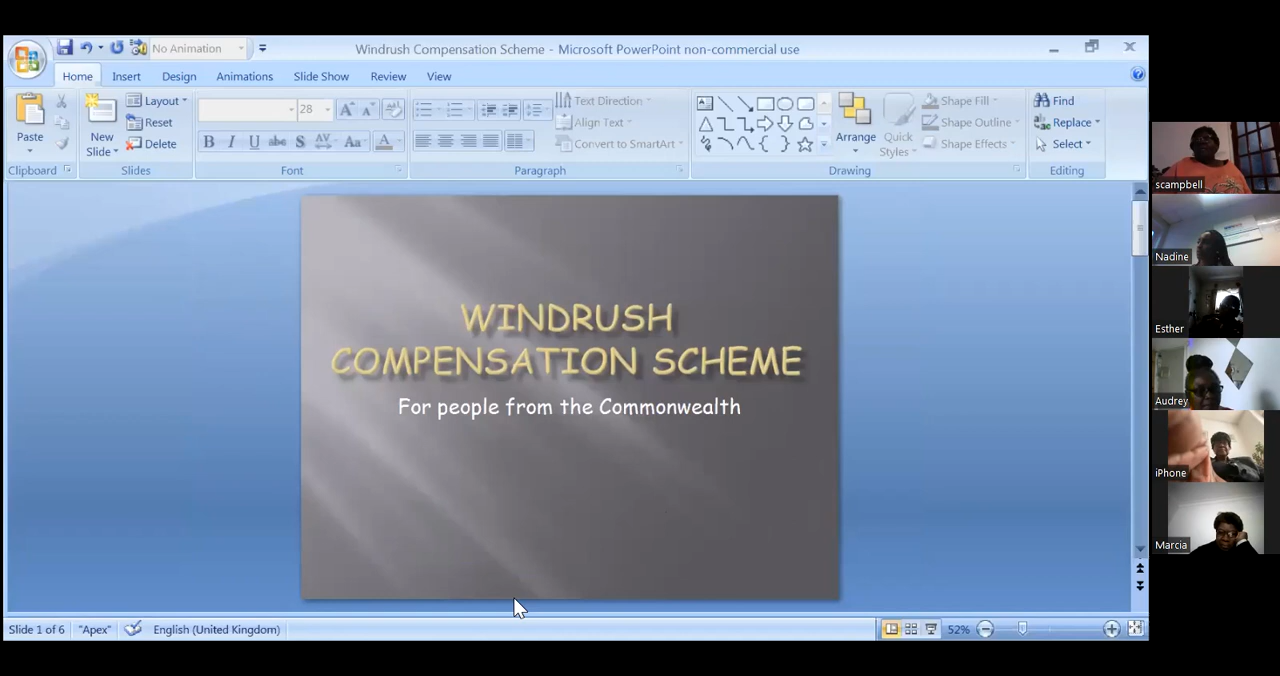 No Animation
Windrush Compensation Scheme - Microsoft PowerPoint non-commercial use
Home Insert Design Animations Slide Show Review View
Paste
Clipboard
New Slide
Layout
Reset
Delete
Slides
28
B I U abc S AV Aa A
Font
Text Direction
Align Text
Convert to SmartArt
Paragraph
Arrange
Quick Styles
Shape Fill
Shape Outline
Shape Effects
Drawing
Find
Replace
Select
Editing
WINDRUSH
COMPENSATION SCHEME
For people from the Commonwealth
scampbell
Nadine
Esther
Audrey
iPhone
Marcia
Slide 1 of 6 "Apex" English (United Kingdom) 52%